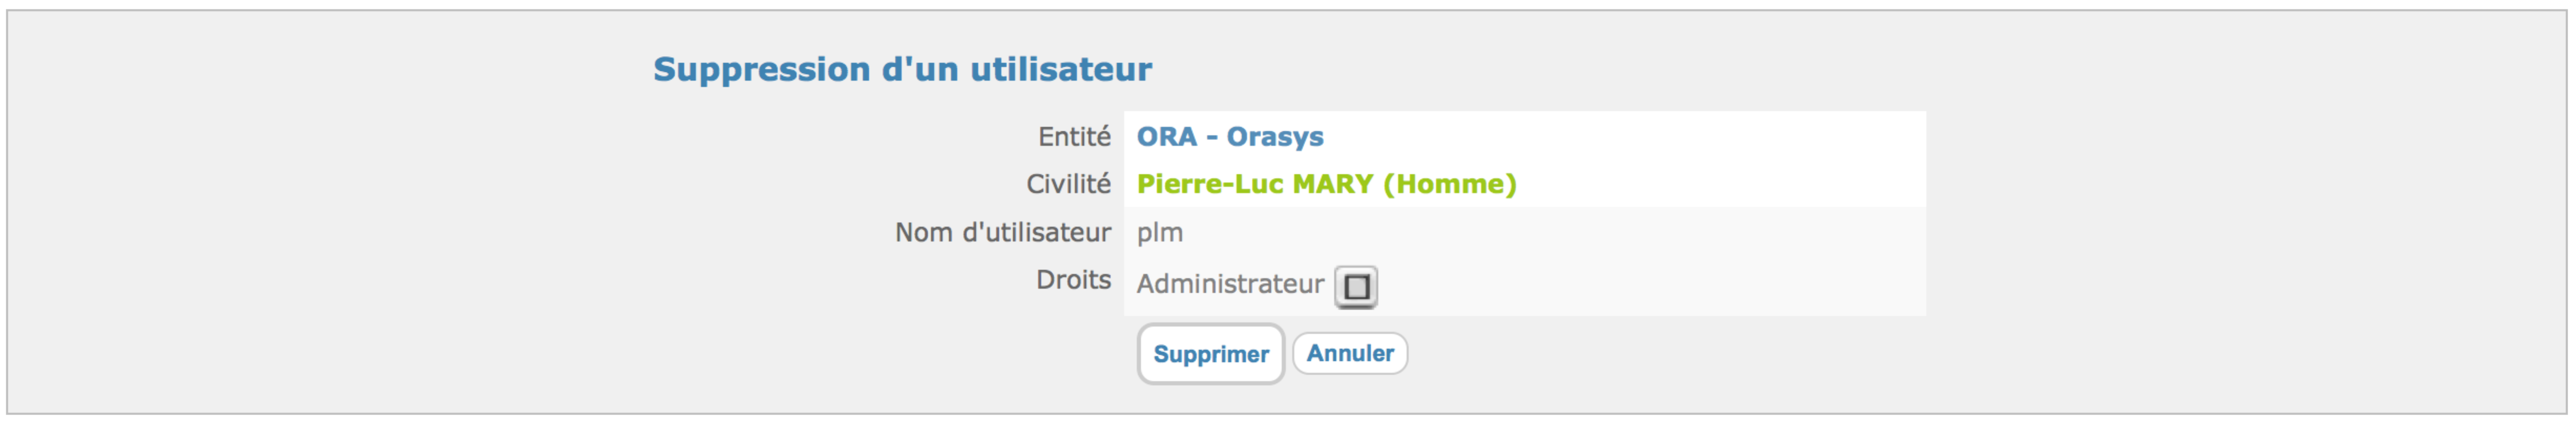 Suppression d'un utilisateur
Entité ORA - Orasys
Civilité Pierre-Luc MARY (Homme)
Nom d'utilisateur plm
Droits Administrateur
Supprimer Annuler